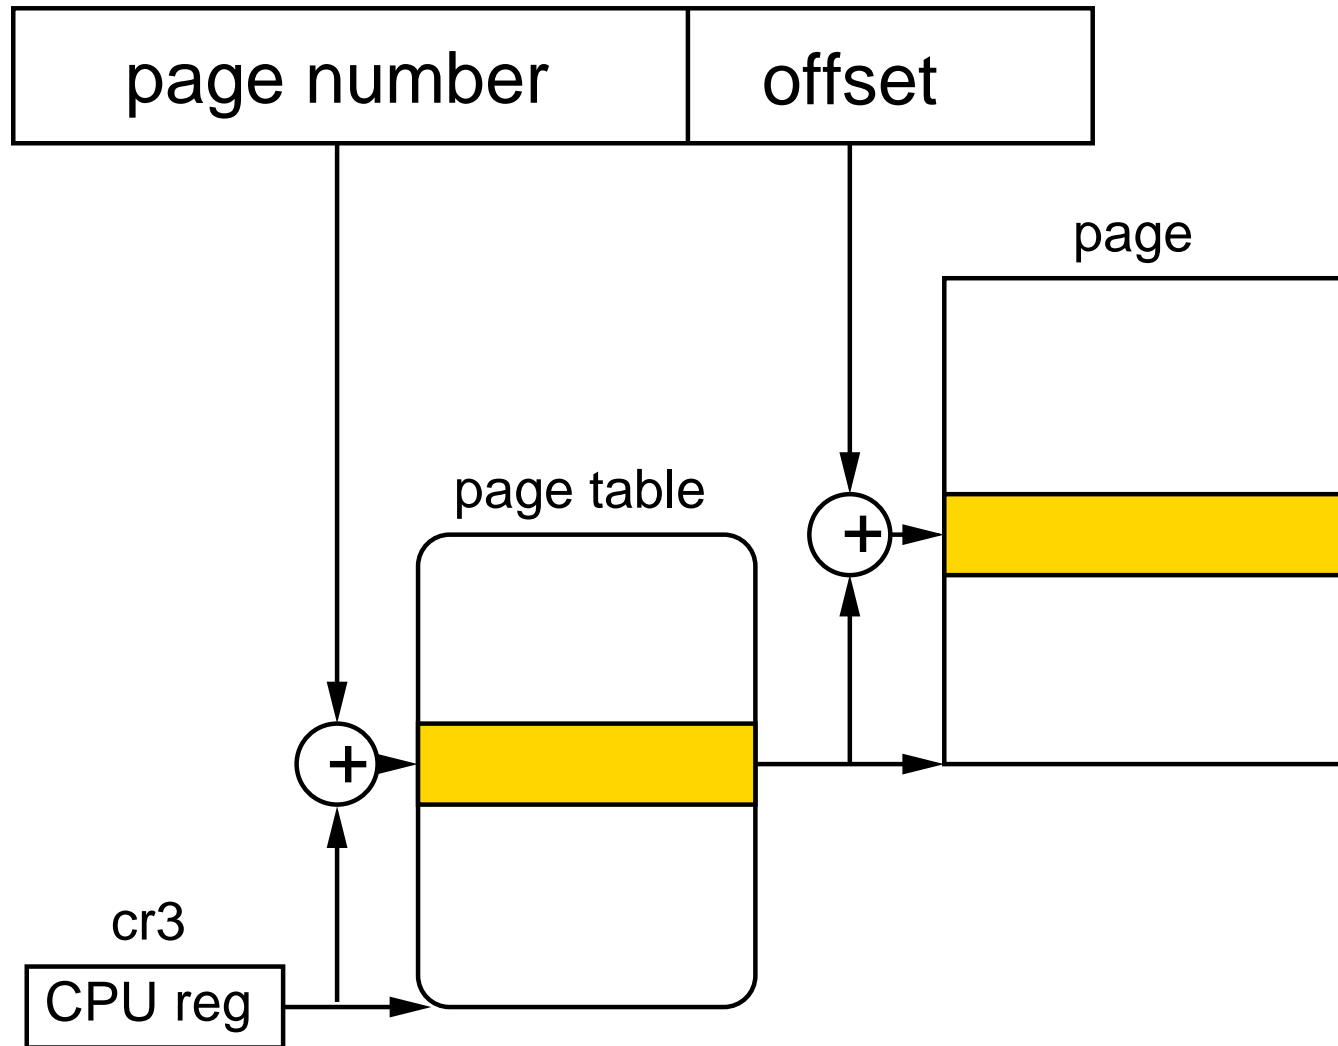 page number
offset
page
page table
+
+
cr3
CPU reg